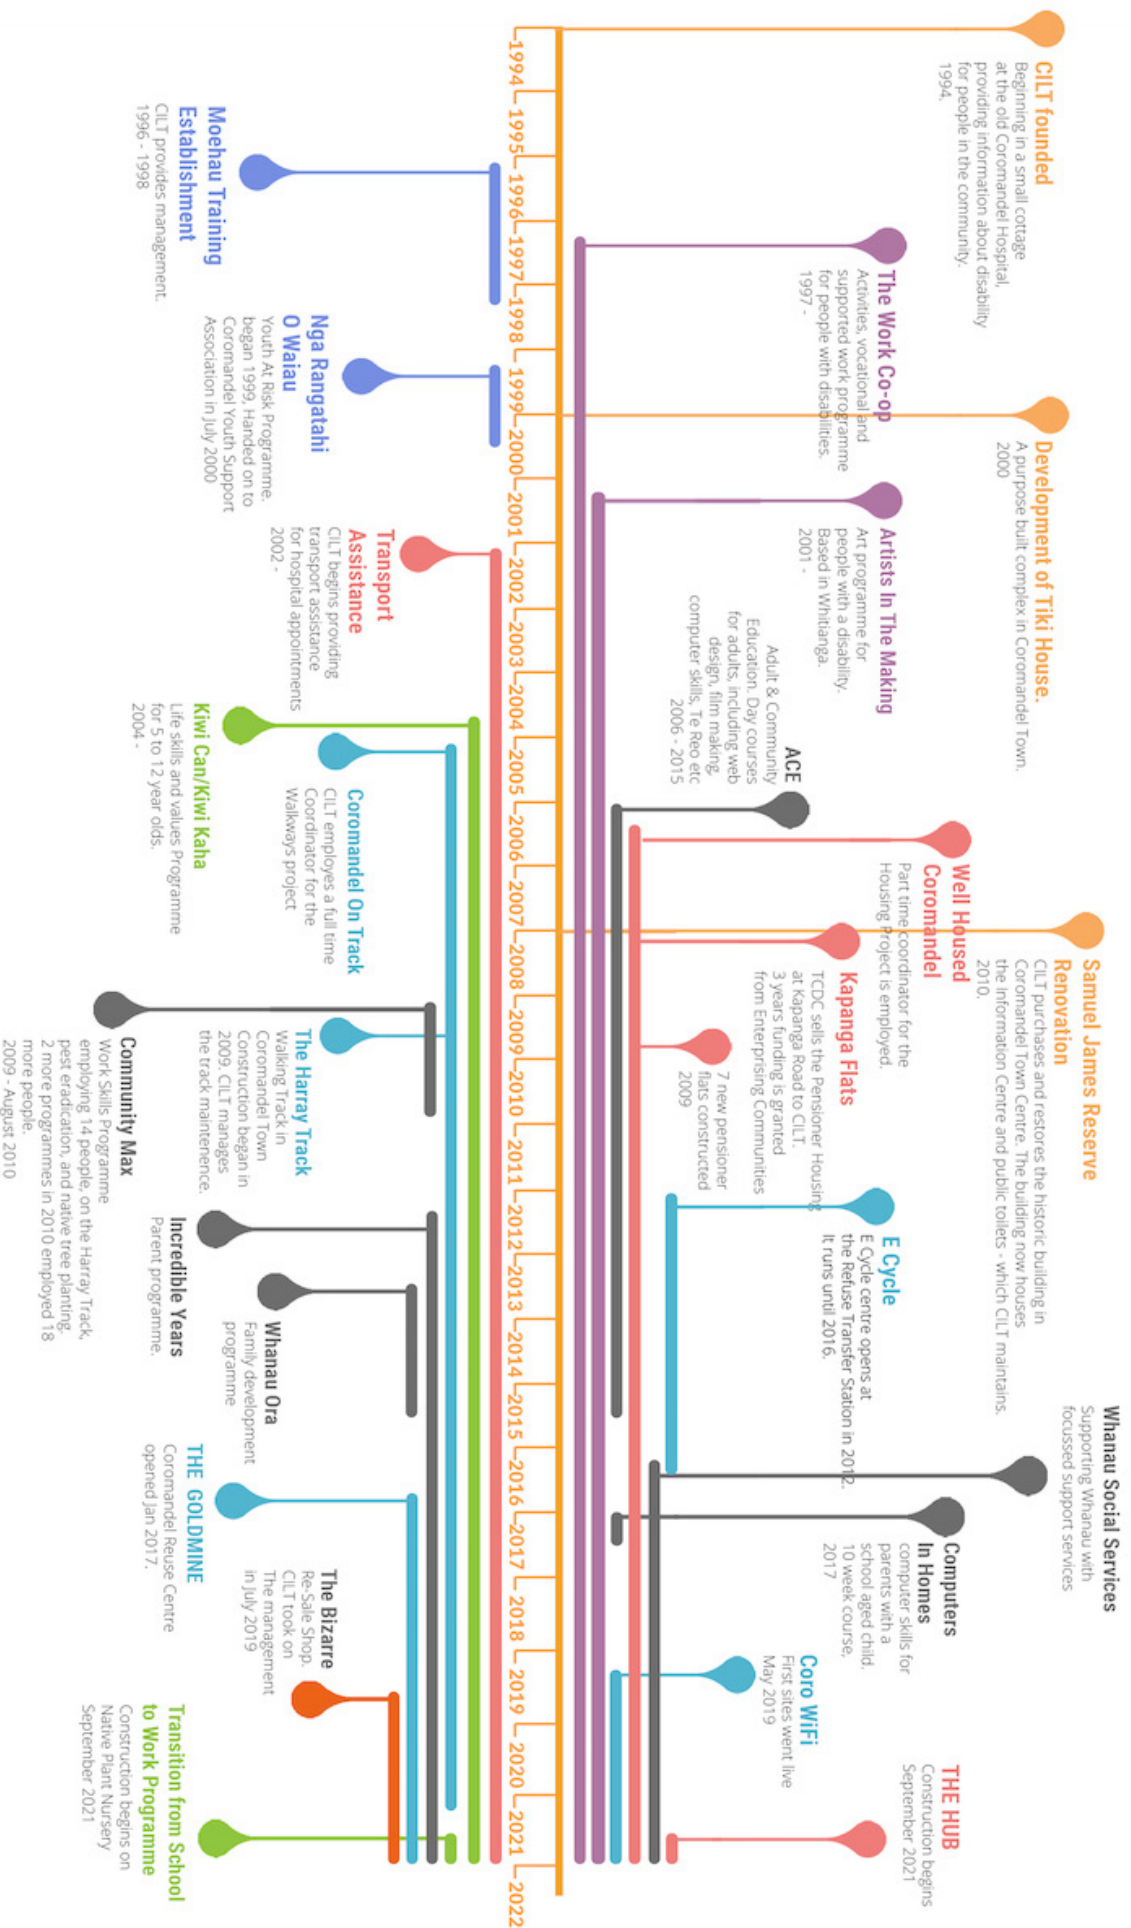 CILT founded
Beginning in a small cottage
at the old Coromandel Hospital,
providing information about disability
for people in the community.
1994.
Development of Tiki House.
A purpose built complex in Coromandel Town.
2000
Samuel James Reserve
Renovation
CILT purchases and restores the historic building in
Coromandel Town Centre. The building now houses
the Information Centre and public toilets - which CILT maintains.
2010.
Whanau Social Services
Supporting Whanau with
focussed support services
The Work Co-op
Activities, vocational and
supported work programme
for people with disabilities.
1997 -
Artists In The Making
Art programme for
people with a disability.
Based in Whitianga.
2001 -
ACE
Adult & Community
Education. Day courses
for adults, including web
design, film making,
computer skills, Te Reo etc
2006 - 2015
Well Housed
Coromandel
Part time coordinator for the
Housing Project is employed.
Kapanga Flats
TCDC sells the Pensioner Housing
at Kapanga Road to CILT.
3 years funding is granted
from Enterprising Communities
7 new pensioner
flats constructed
2009
E Cycle
E Cycle centre opens at
the Refuse Transfer Station in 2012.
It runs until 2016.
Computers
In Homes
computer skills for
parents with a
school aged child.
10 week course,
2017
Coro WiFi
First sites went live
May 2019
THE HUB
Construction begins
September 2021
1994
1995
1996
1997
1998
1999
2000
2001
2002
2003
2004
2005
2006
2007
2008
2009
2010
2011
2012
2013
2014
2015
2016
2017
2018
2019
2020
2021
2022
Moehau Training
Establishment
CILT provides management.
1996 - 1998
Nga Rangatahi
O Waiau
Youth At Risk Programme.
began 1999, Handed on to
Coromandel Youth Support
Association in July 2000
Transport
Assistance
CILT begins providing
transport assistance
for hospital appointments
2002 -
Kiwi Can/Kiwi Kaha
Life skills and values Programme
for 5 to 12 year olds.
2004 -
Coromandel On Track
CILT employes a full time
Coordinator for the
Walkways project
The Harray Track
Walking Track in
Coromandel Town
Construction began in
2009. CILT manages
the track maintenence.
Community Max
Work Skills Programme
employing 14 people, on the Harray Track,
pest eradication, and native tree planting.
2 more programmes in 2010 employed 18
more people.
2009 - August 2010
Incredible Years
Parent programme.
Whanau Ora
Family development
programme
THE GOLDMINE
Coromandel Reuse Centre
opened Jan 2017.
The Bizarre
Re-Sale Shop.
CILT took on
The management
in July 2019
Transition from School
to Work Programme
Construction begins on
Native Plant Nursery
September 2021